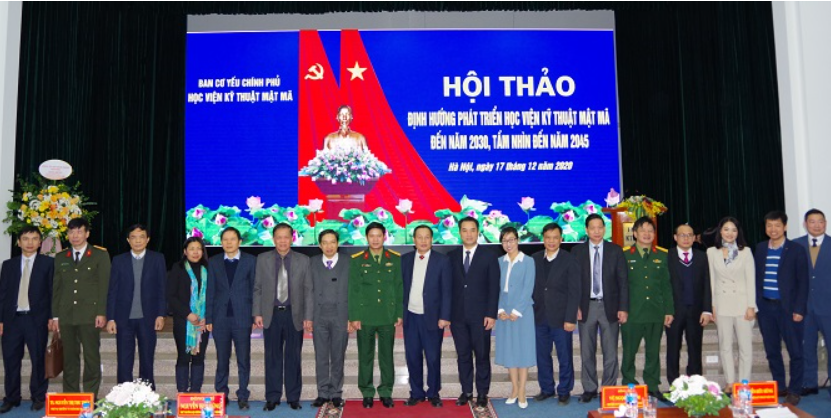 BAN CƠ YẾU CHÍNH PHỦ
HỌC VIỆN KỸ THUẬT MẬT MÃ
HỘI THẢO
ĐỊNH HƯỚNG PHÁT TRIỂN HỌC VIỆN KỸ THUẬT MẬT MÃ
ĐẾN NĂM 2030, TẦM NHÌN ĐẾN NĂM 2045
Hà Nội, ngày 17 tháng 12 năm 2020